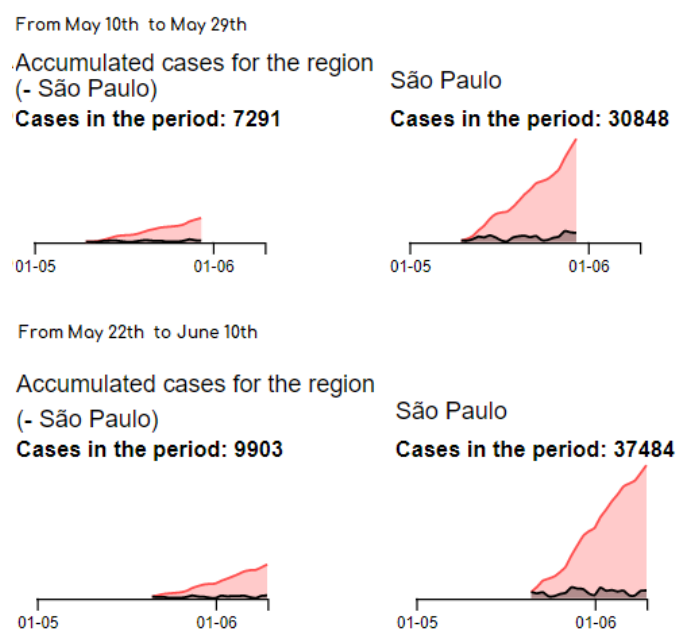 From May 10th to May 29th
Accumulated cases for the region
(- São Paulo)
Cases in the period: 7291
São Paulo
Cases in the period: 30848
01-05
01-06
01-05
01-06
From May 22th to June 10th
Accumulated cases for the region
(- São Paulo)
Cases in the period: 9903
São Paulo
Cases in the period: 37484
01-05
01-06
01-05
01-06